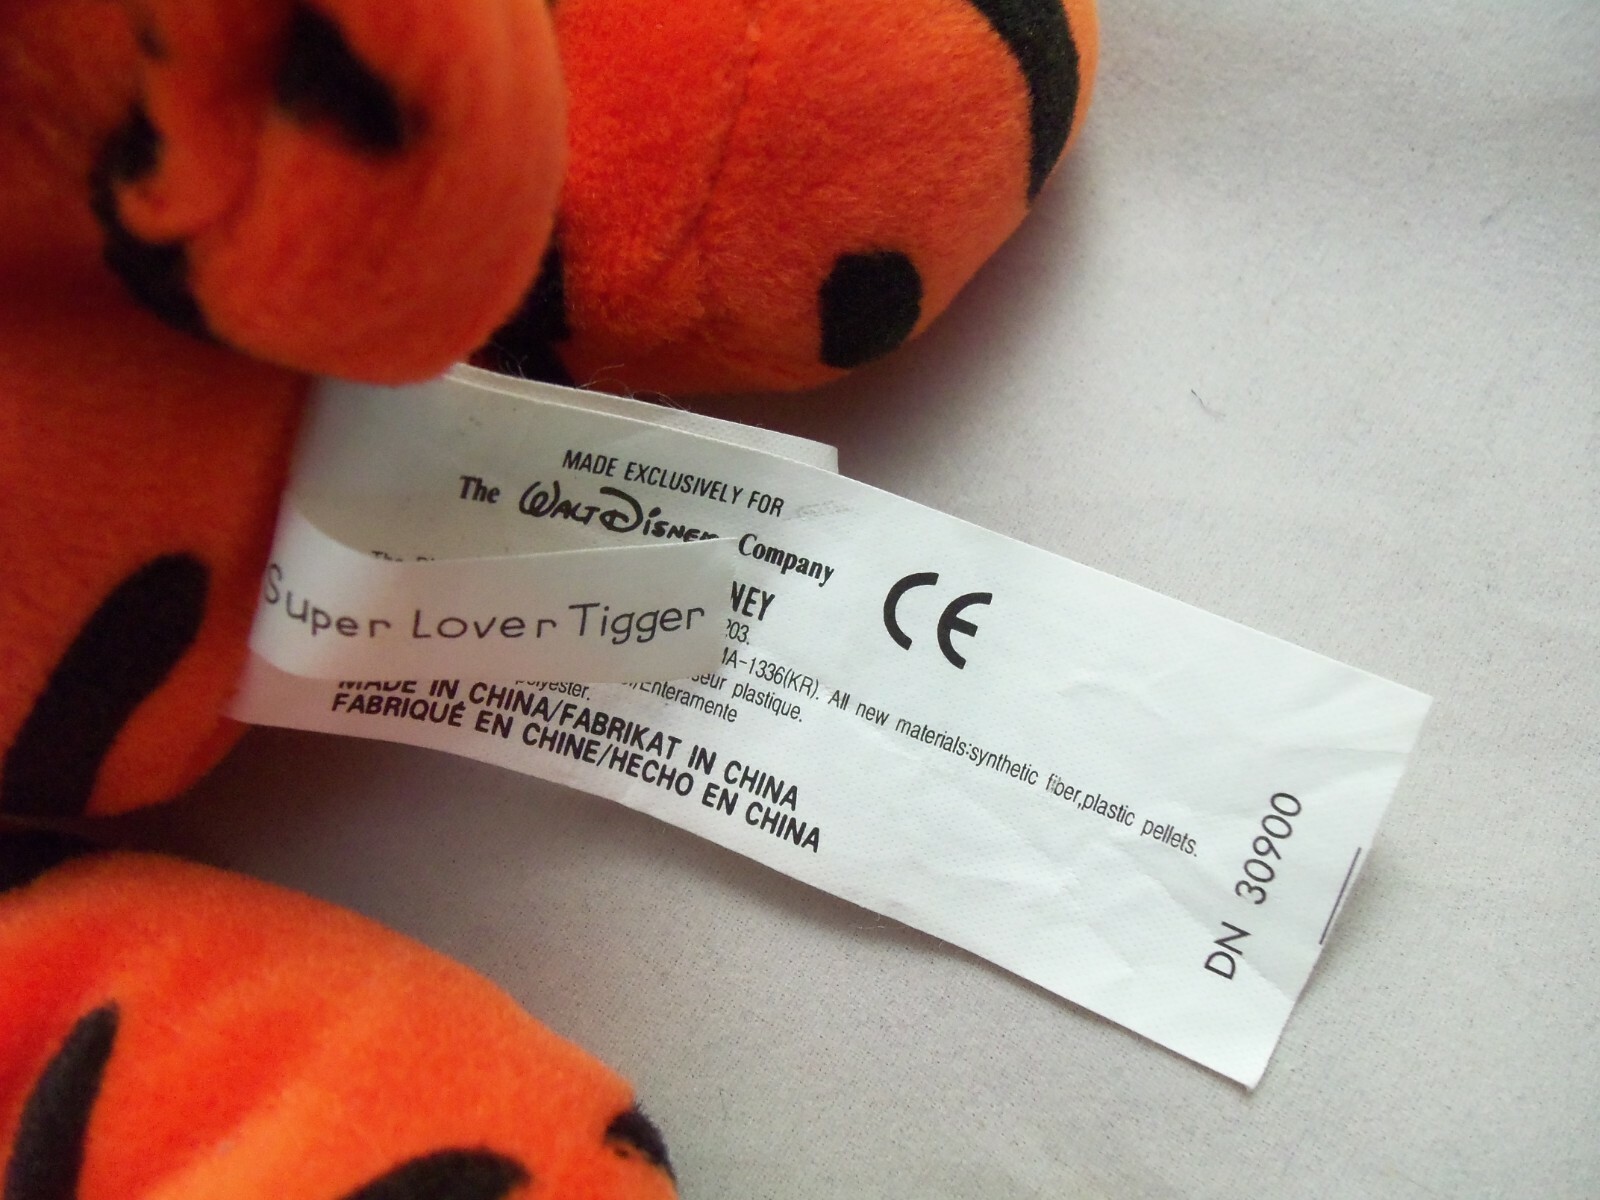 MADE EXCLUSIVELY FOR
The WALT DISNEY Company
CE
Super Lover Tigger
NEY
203.
MA-1336(KR). All new materials:synthetic fiber,plastic pellets.
seur plastique.
polyester.
/Enteramente
MADE IN CHINA/FABRIKAT IN CHINA
FABRIQUÉ EN CHINE/HECHO EN CHINA
DN 30900